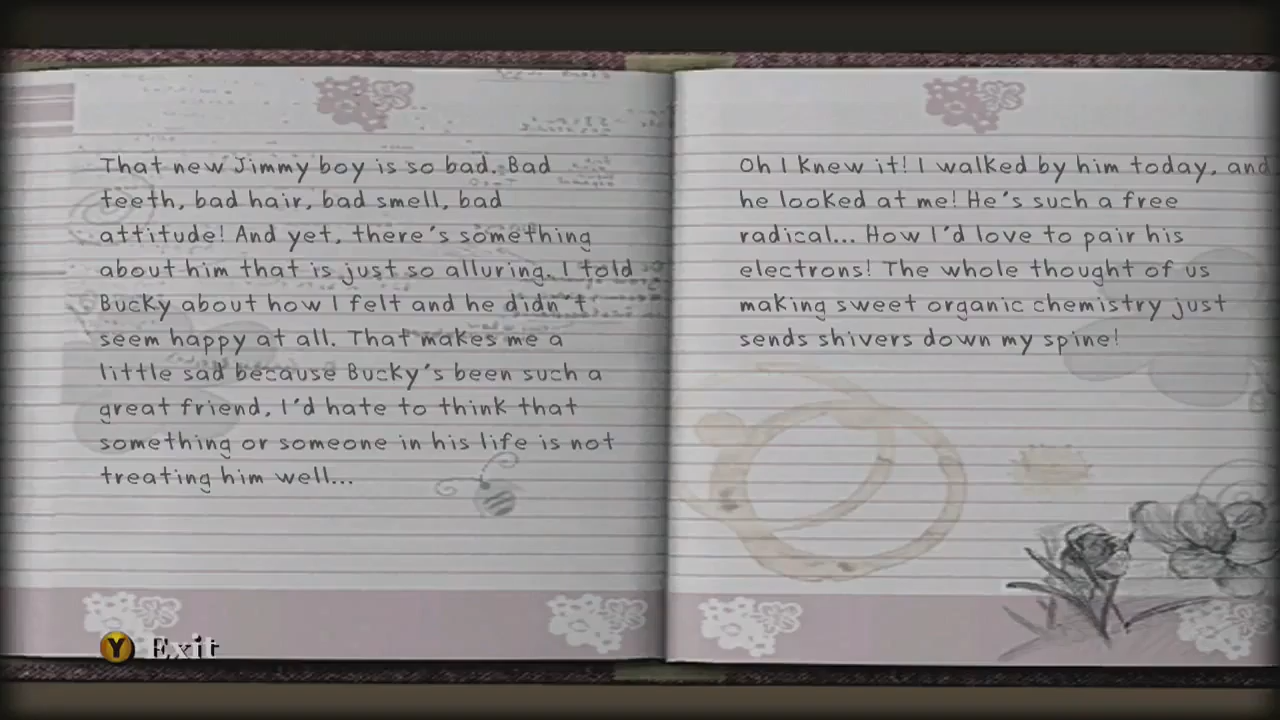 That new Jimmy boy is so bad. Bad
teeth, bad hair, bad smell, bad
attitude! And yet, there's something
about him that is just so alluring. I told
Bucky about how I felt and he didn't
seem happy at all. That makes me a
little sad because Bucky's been such a
great friend, I'd hate to think that
something or someone in his life is not
treating him well...
Oh I knew it! I walked by him today, and
he looked at me! He's such a free
radical... How I'd love to pair his
electrons! The whole thought of us
making sweet organic chemistry just
sends shivers down my spine!
Y Exit